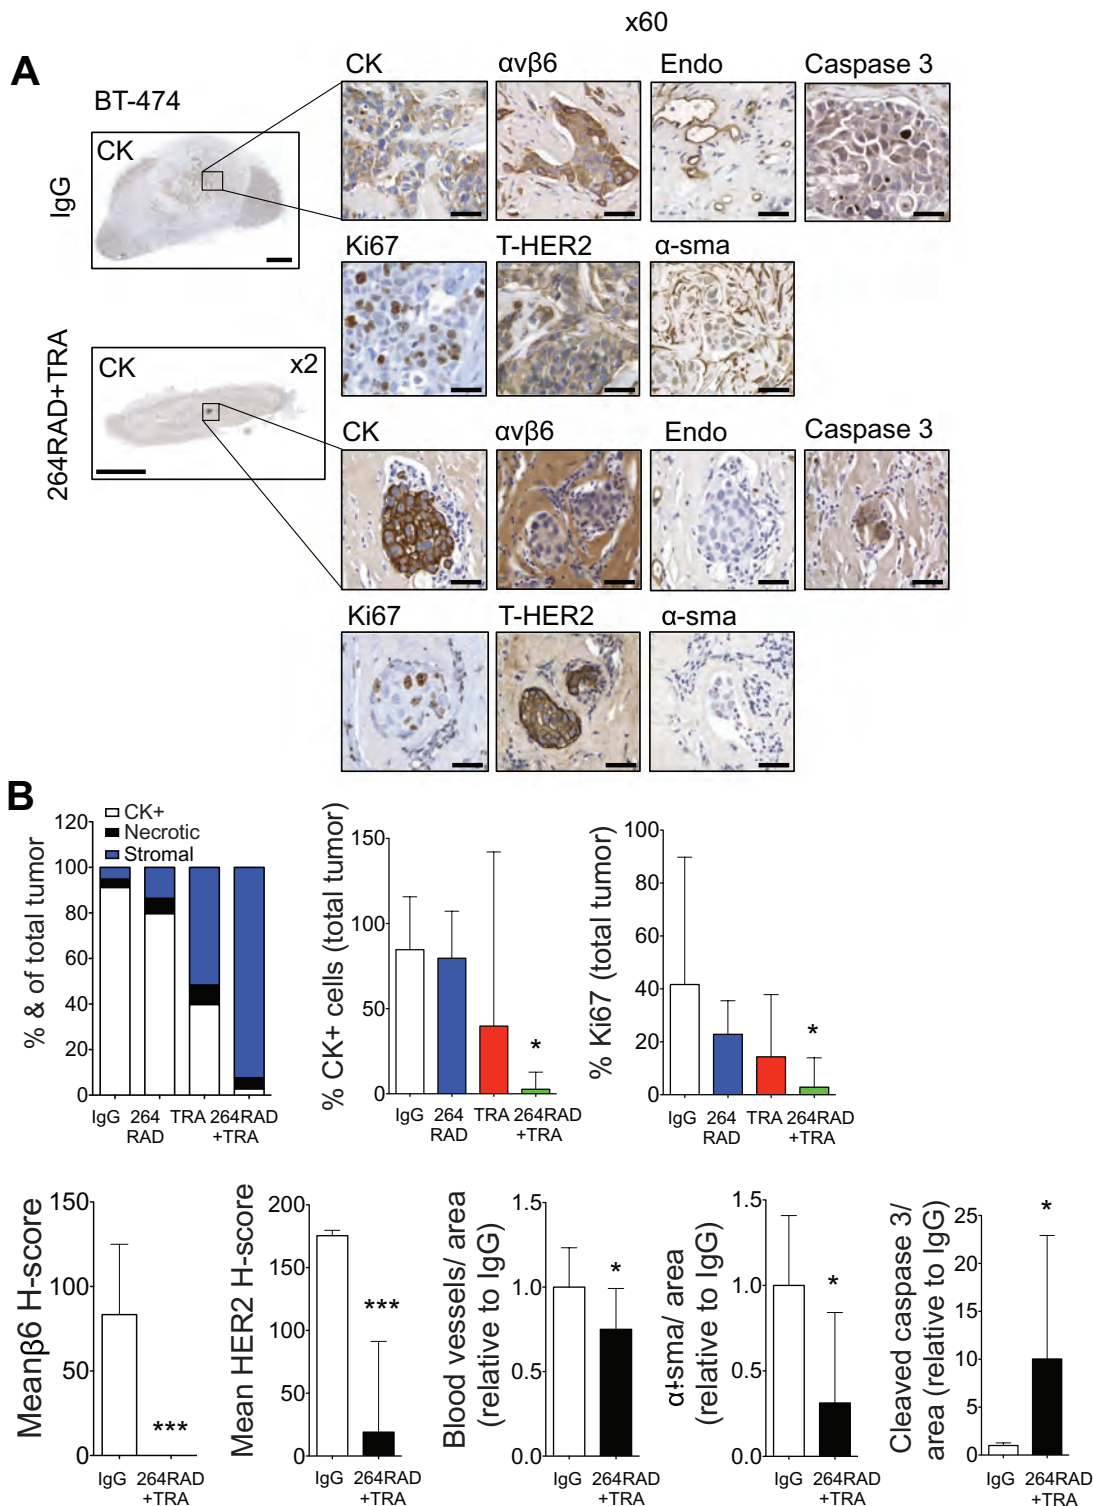 x60
A
CK
αvβ6
Endo
Caspase 3
BT-474
CK
IgG
Ki67
T-HER2
α-sma
264RAD+TRA
CK
x2
CK
αvβ6
Endo
Caspase 3
Ki67
T-HER2
α-sma
B
% & of total tumor
CK+
Necrotic
Stromal
120
100
80
60
40
20
0
IgG
264
RAD
TRA
264RAD
+TRA
% CK+ cells (total tumor)
150
100
50
0
*
IgG
264
RAD
TRA
264RAD
+TRA
% Ki67 (total tumor)
100
80
60
40
20
0
*
IgG
264
RAD
TRA
264RAD
+TRA
Meanβ6 H-score
150
100
50
0
***
IgG
264RAD
+TRA
Mean HER2 H-score
200
150
100
50
0
***
IgG
264RAD
+TRA
Blood vessels/ area
(relative to IgG)
1.5
1.0
0.5
0.0
*
IgG
264RAD
+TRA
α-sma/ area
(relative to IgG)
1.5
1.0
0.5
0.0
*
IgG
264RAD
+TRA
Cleaved caspase 3/
area (relative to IgG)
25
20
15
10
5
0
*
IgG
264RAD
+TRA